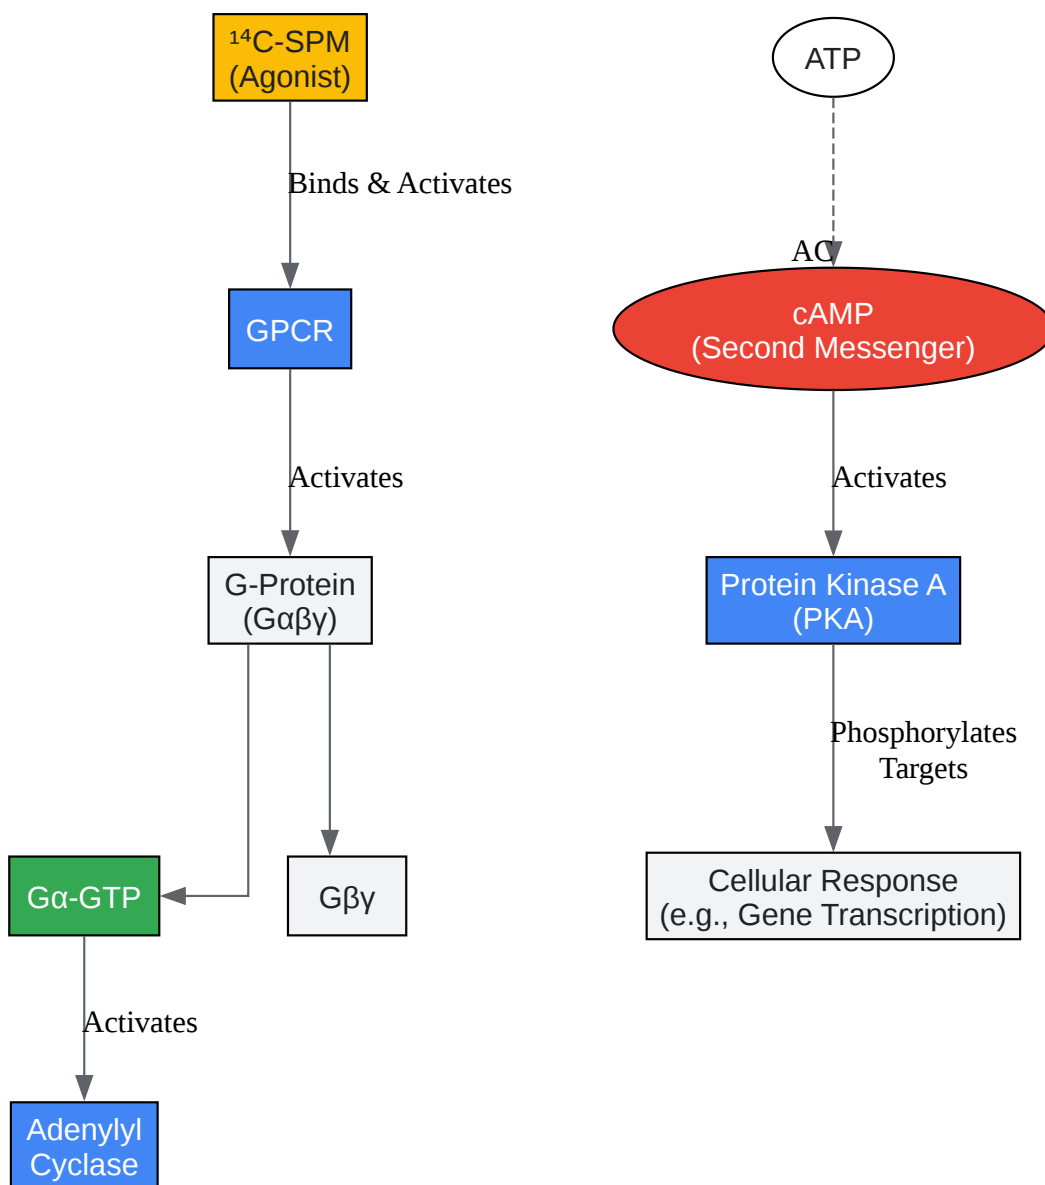 ¹⁴C-SPM
(Agonist)
Binds & Activates
GPCR
Activates
G-Protein
(Gαβγ)
Gα-GTP
Gβγ
Activates
Adenylyl
Cyclase
ATP
AC
cAMP
(Second Messenger)
Activates
Protein Kinase A
(PKA)
Phosphorylates
Targets
Cellular Response
(e.g., Gene Transcription)